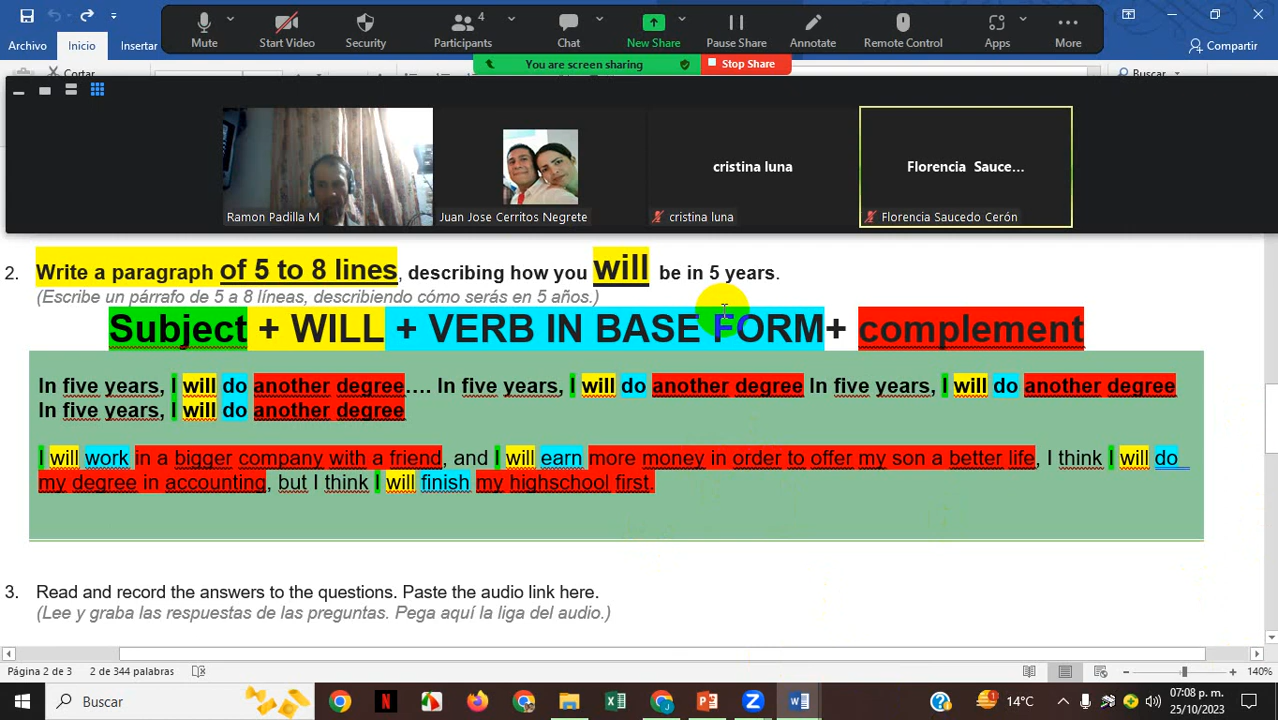 Mute
Start Video
Security
Participants
4
Chat
New Share
Pause Share
Annotate
Remote Control
Apps
More
Archivo
Inicio
Insertar
Compartir
You are screen sharing
Stop Share
Cortar
Buscar
cristina luna
Florencia Sauce...
Ramon Padilla M
Juan Jose Cerritos Negrete
cristina luna
Florencia Saucedo Cerón
2. Write a paragraph of 5 to 8 lines, describing how you will be in 5 years.
(Escribe un párrafo de 5 a 8 líneas, describiendo cómo serás en 5 años.)
Subject + WILL + VERB IN BASE FORM+ complement
In five years, I will do another degree…. In five years, I will do another degree In five years, I will do another degree
In five years, I will do another degree
I will work in a bigger company with a friend, and I will earn more money in order to offer my son a better life, I think I will do
my degree in accounting, but I think I will finish my highschool first.
3. Read and record the answers to the questions. Paste the audio link here.
(Lee y graba las respuestas de las preguntas. Pega aquí la liga del audio.)
Página 2 de 3
2 de 344 palabras
140%
Buscar
14°C
07:08 p. m.
25/10/2023